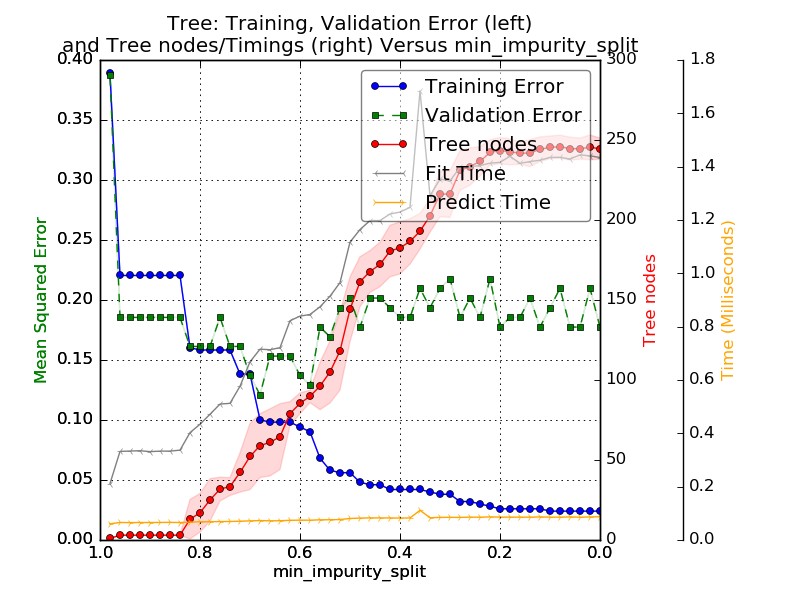 Tree: Training, Validation Error (left)
and Tree nodes/Timings (right) Versus min_impurity_split
Training Error
Validation Error
Tree nodes
Fit Time
Predict Time
Mean Squared Error
0.40
0.35
0.30
0.25
0.20
0.15
0.10
0.05
0.00
1.0 0.8 0.6 0.4 0.2 0.0
min_impurity_split
300
250
200
150
100
50
0
Tree nodes
1.8
1.6
1.4
1.2
1.0
0.8
0.6
0.4
0.2
0.0
Time (Milliseconds)